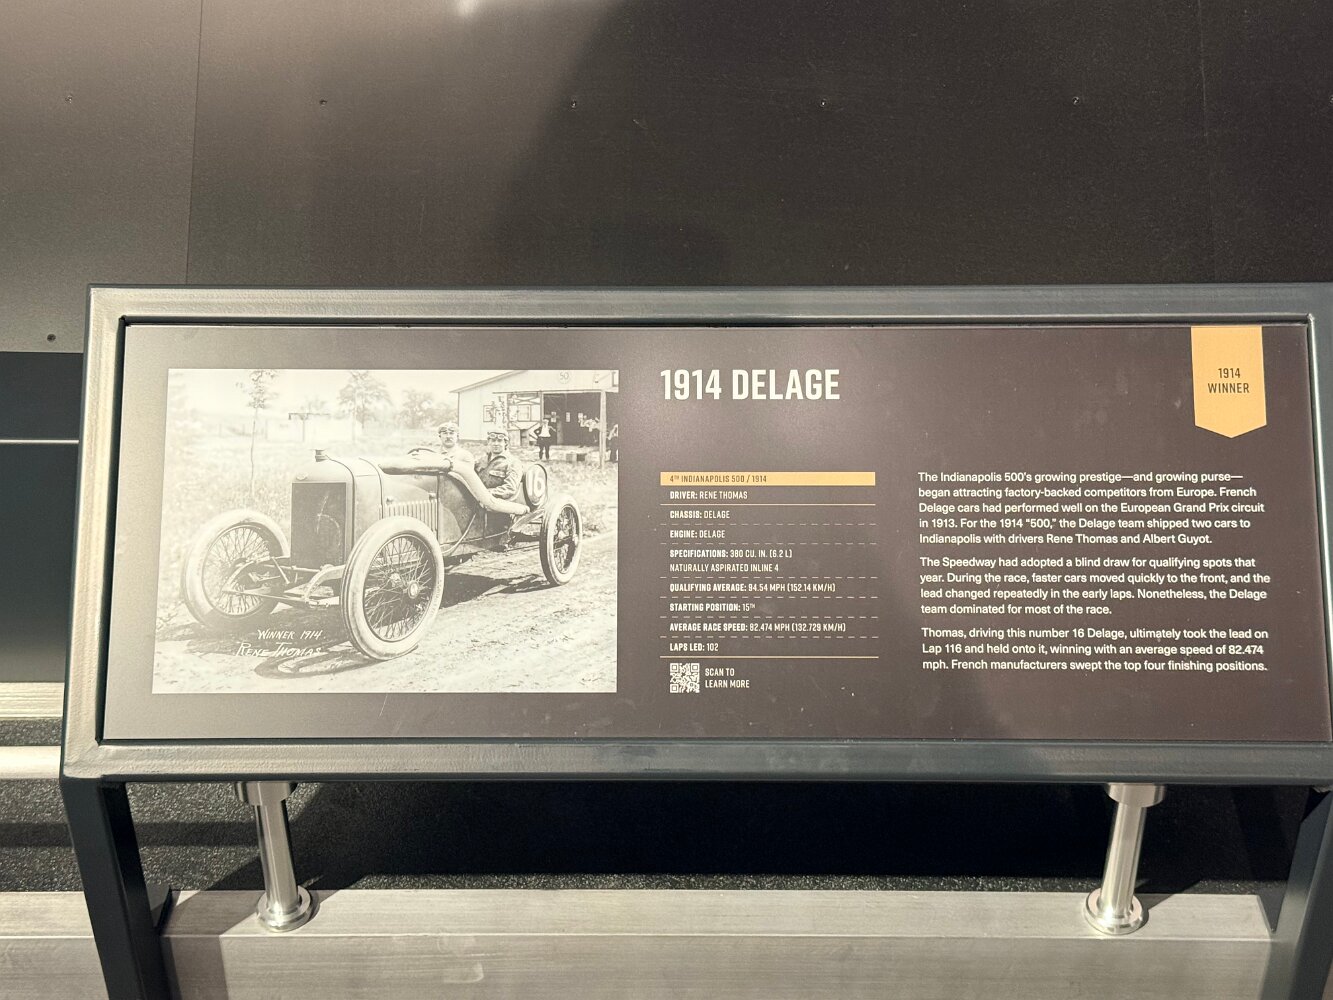 1914 DELAGE
1914
WINNER
50
16
WINNER 1914
RENE THOMAS
4TH INDIANAPOLIS 500 / 1914
DRIVER: RENE THOMAS
CHASSIS: DELAGE
ENGINE: DELAGE
SPECIFICATIONS: 380 CU. IN. (6.2 L)
NATURALLY ASPIRATED INLINE 4
QUALIFYING AVERAGE: 94.54 MPH (152.14 KM/H)
STARTING POSITION: 15TH
AVERAGE RACE SPEED: 82.474 MPH (132.729 KM/H)
LAPS LED: 102
SCAN TO
LEARN MORE
The Indianapolis 500's growing prestige—and growing purse—
began attracting factory-backed competitors from Europe. French
Delage cars had performed well on the European Grand Prix circuit
in 1913. For the 1914 "500," the Delage team shipped two cars to
Indianapolis with drivers Rene Thomas and Albert Guyot.
The Speedway had adopted a blind draw for qualifying spots that
year. During the race, faster cars moved quickly to the front, and the
lead changed repeatedly in the early laps. Nonetheless, the Delage
team dominated for most of the race.
Thomas, driving this number 16 Delage, ultimately took the lead on
Lap 116 and held onto it, winning with an average speed of 82.474
mph. French manufacturers swept the top four finishing positions.